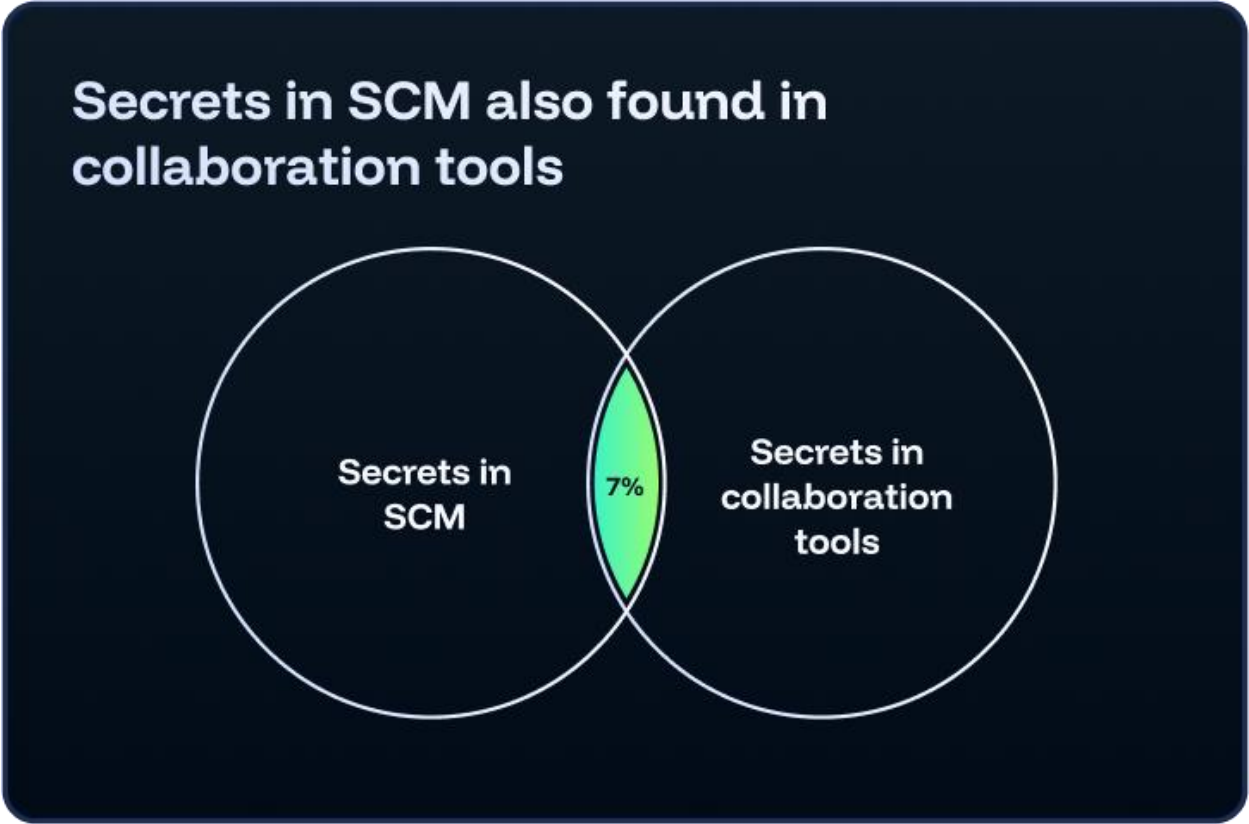 Secrets in SCM also found in
collaboration tools
Secrets in
SCM
7%
Secrets in
collaboration
tools